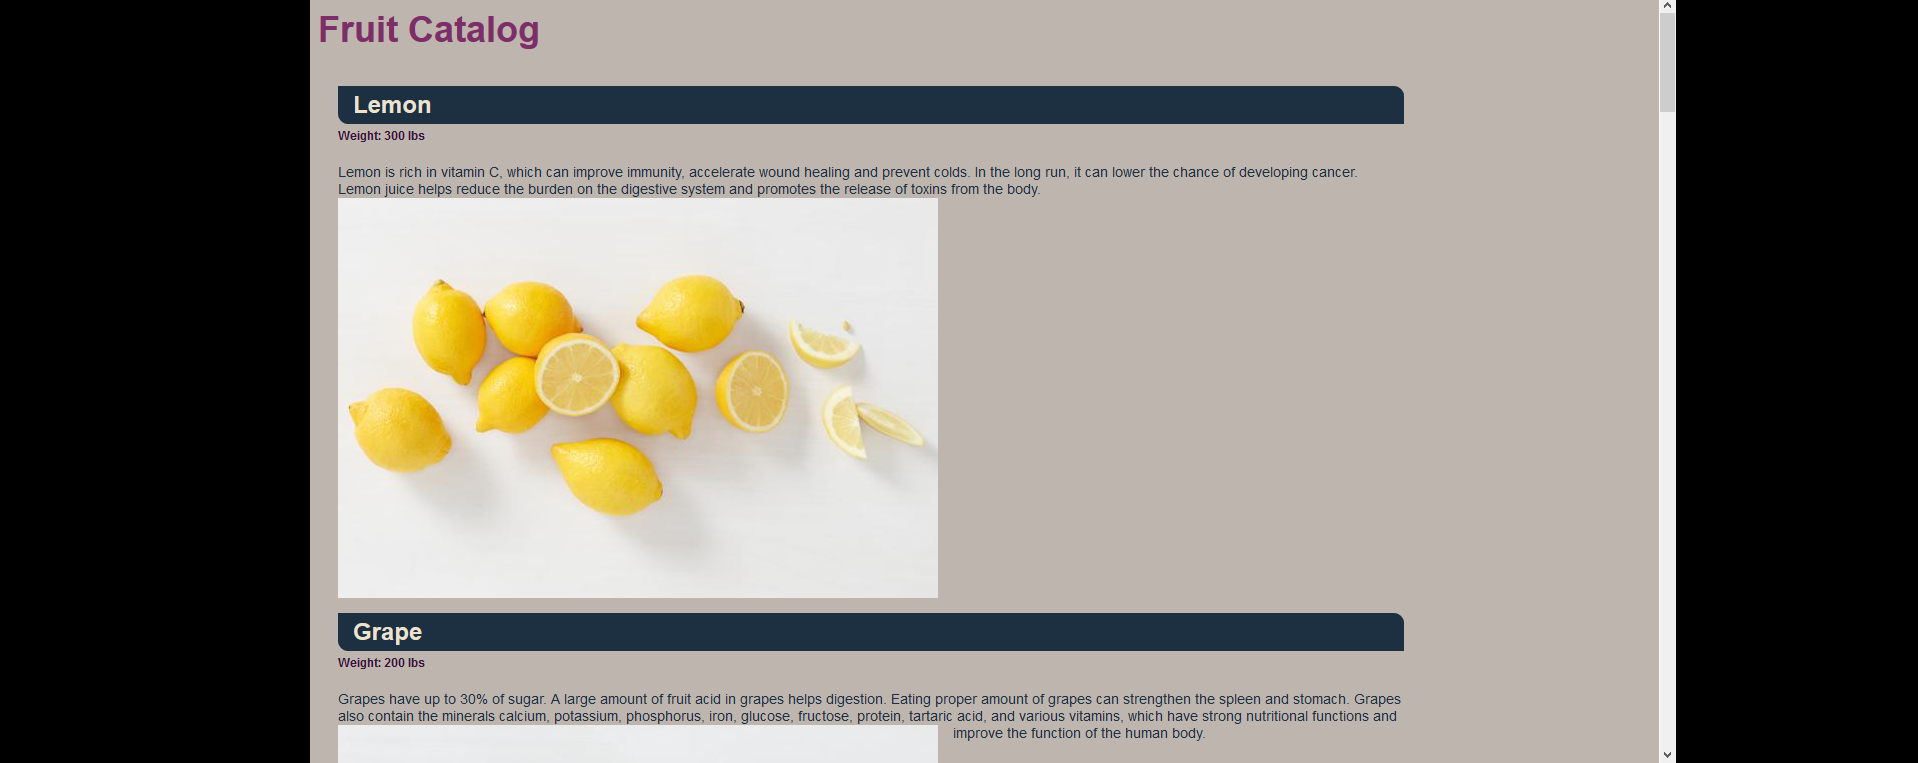 Fruit Catalog
Lemon
Weight: 300 lbs
Lemon is rich in vitamin C, which can improve immunity, accelerate wound healing and prevent colds. In the long run, it can lower the chance of developing cancer.
Lemon juice helps reduce the burden on the digestive system and promotes the release of toxins from the body.
Grape
Weight: 200 lbs
Grapes have up to 30% of sugar. A large amount of fruit acid in grapes helps digestion. Eating proper amount of grapes can strengthen the spleen and stomach. Grapes
also contain the minerals calcium, potassium, phosphorus, iron, glucose, fructose, protein, tartaric acid, and various vitamins, which have strong nutritional functions and
improve the function of the human body.